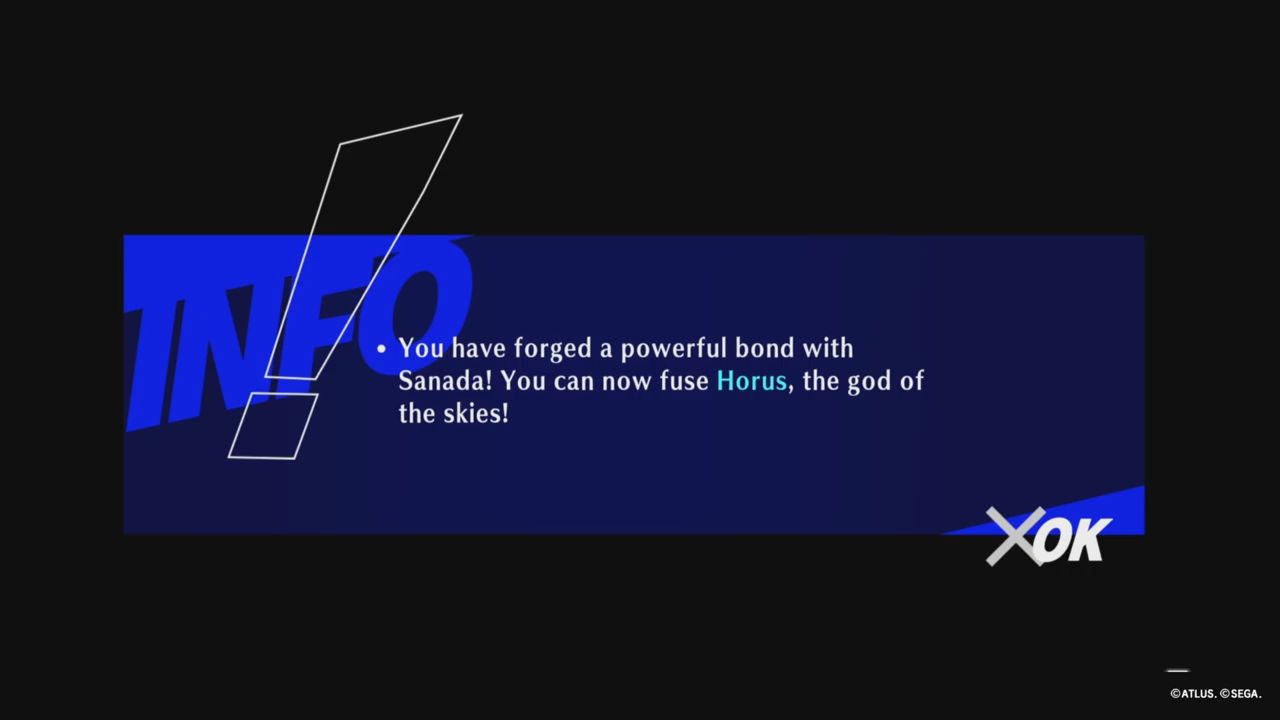 INFO
• You have forged a powerful bond with
Sanada! You can now fuse Horus, the god of
the skies!
OK
©ATLUS. ©SEGA.